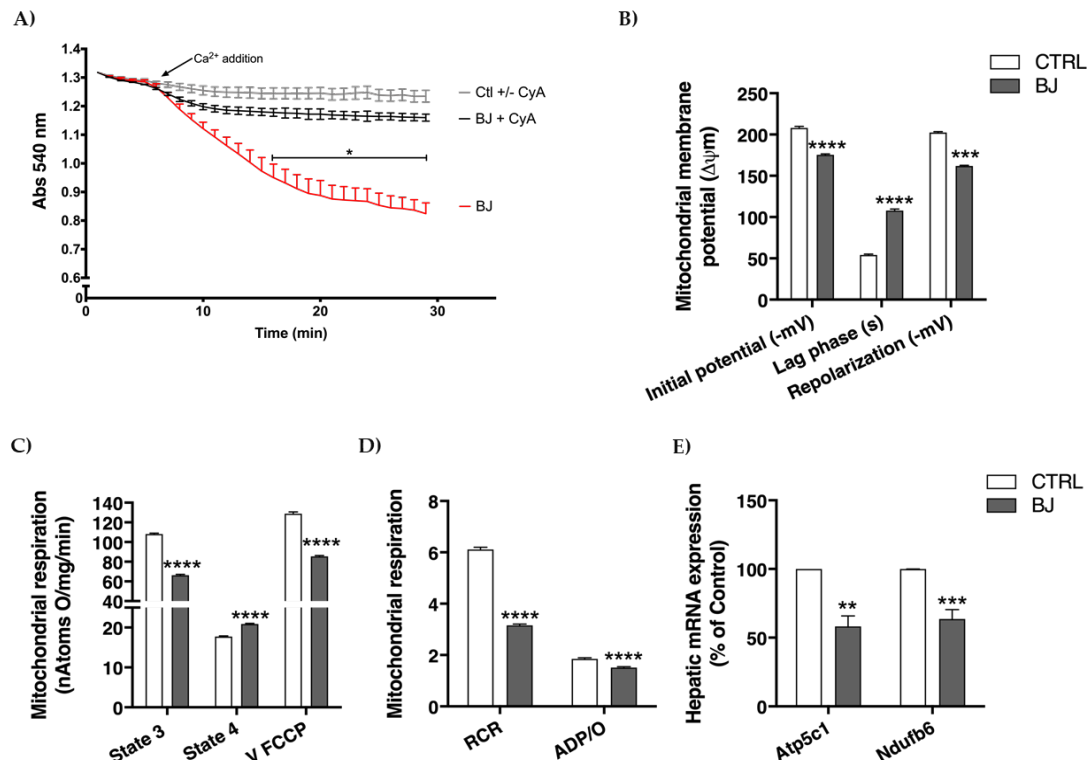 A)
Ca2+ addition
Abs 540 nm
1.4
1.3
1.2
1.1
1.0
0.9
0.8
0.7
0.6
0
0
10
20
30
Time (min)
Ctl +/- CyA
BJ + CyA
*
BJ
B)
CTRL
BJ
Mitochondrial membrane
potential (Δψm)
250
200
150
100
50
0
****
****
***
Initial potential (-mV)
Lag phase (s)
Repolarization (-mV)
C)
Mitochondrial respiration
(nAtoms O/mg/min)
140
120
100
80
60
40
40
30
20
10
0
****
****
****
State 3
State 4
V FCCP
D)
Mitochondrial respiration
8
6
4
2
0
****
****
RCR
ADP/O
E)
CTRL
BJ
Hepatic mRNA expression
(% of Control)
150
100
50
0
**
***
Atp5c1
Ndufb6